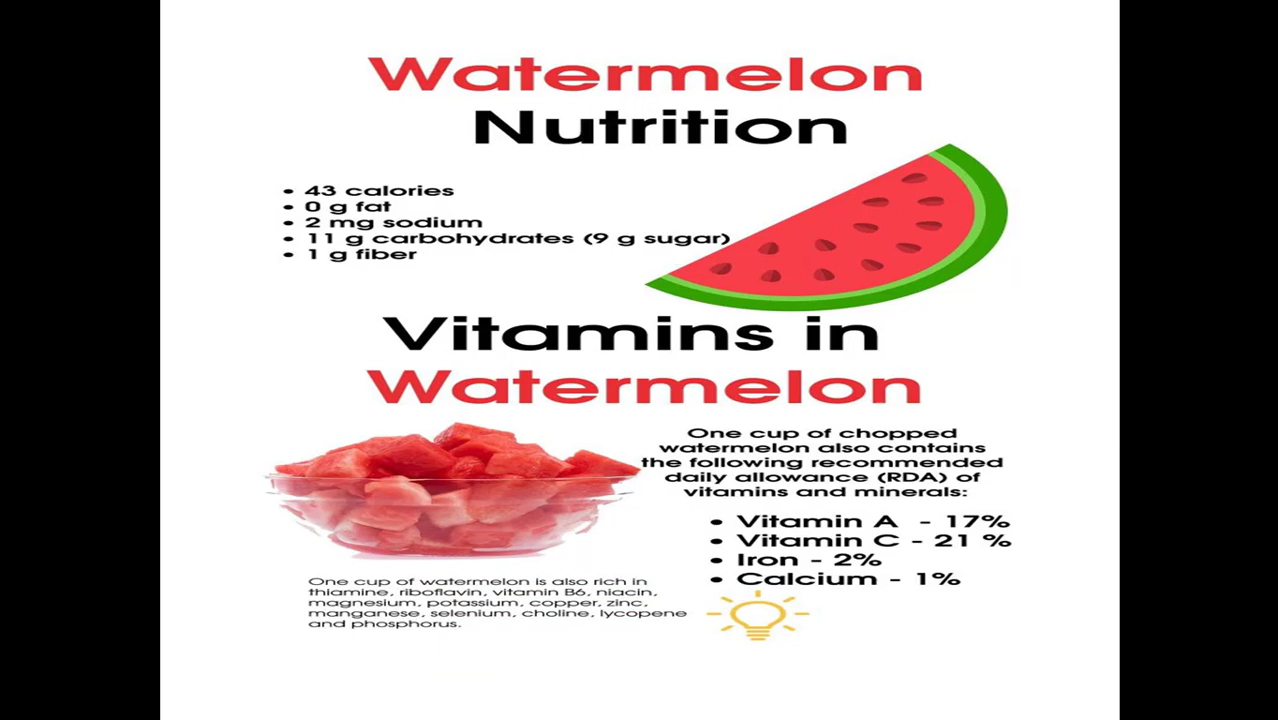 Watermelon
Nutrition
• 43 calories
• 0 g fat
• 2 mg sodium
• 11 g carbohydrates (9 g sugar)
• 1 g fiber
Vitamins in
Watermelon
One cup of chopped
watermelon also contains
the following recommended
daily allowance (RDA) of
vitamins and minerals:
• Vitamin A - 17%
• Vitamin C - 21 %
• Iron - 2%
• Calcium - 1%
One cup of watermelon is also rich in
thiamine, riboflavin, vitamin B6, niacin,
magnesium, potassium, copper, zinc,
manganese, selenium, choline, lycopene
and phosphorus.